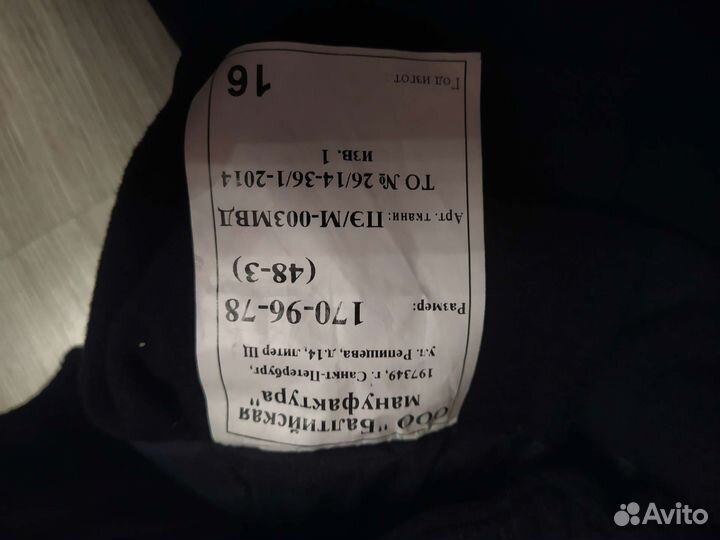 ООО "Балтийская
мануфактура"
197349, г. Санкт-Петербург,
ул. Репищева, д.14, литер Щ
Размер: 170-96-78
(48-3)
Арт. ткани: ПЭ/М-003МВД
ТО № 26/14-36/1-2014
изв. 1
Год изгот 16
Avito